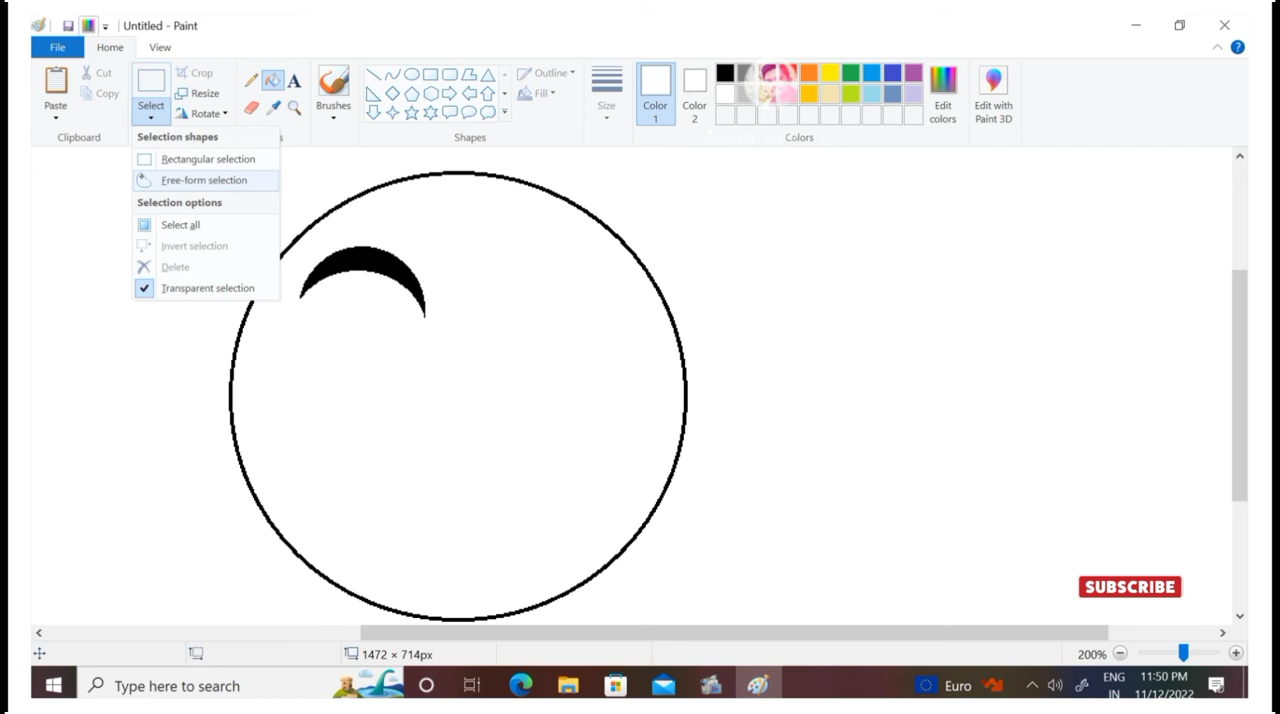 Untitled - Paint
File Home View
Paste
Cut
Copy
Clipboard
Select
Crop
Resize
Rotate
Selection shapes
Rectangular selection
Free-form selection
Selection options
Select all
Invert selection
Delete
Transparent selection
A
Brushes
Outline
Fill
Shapes
Size
Color
1
Color
2
Edit
colors
Colors
Edit with
Paint 3D
SUBSCRIBE
1472 × 714px
200%
Type here to search
Euro
ENG
IN
11:50 PM
11/12/2022